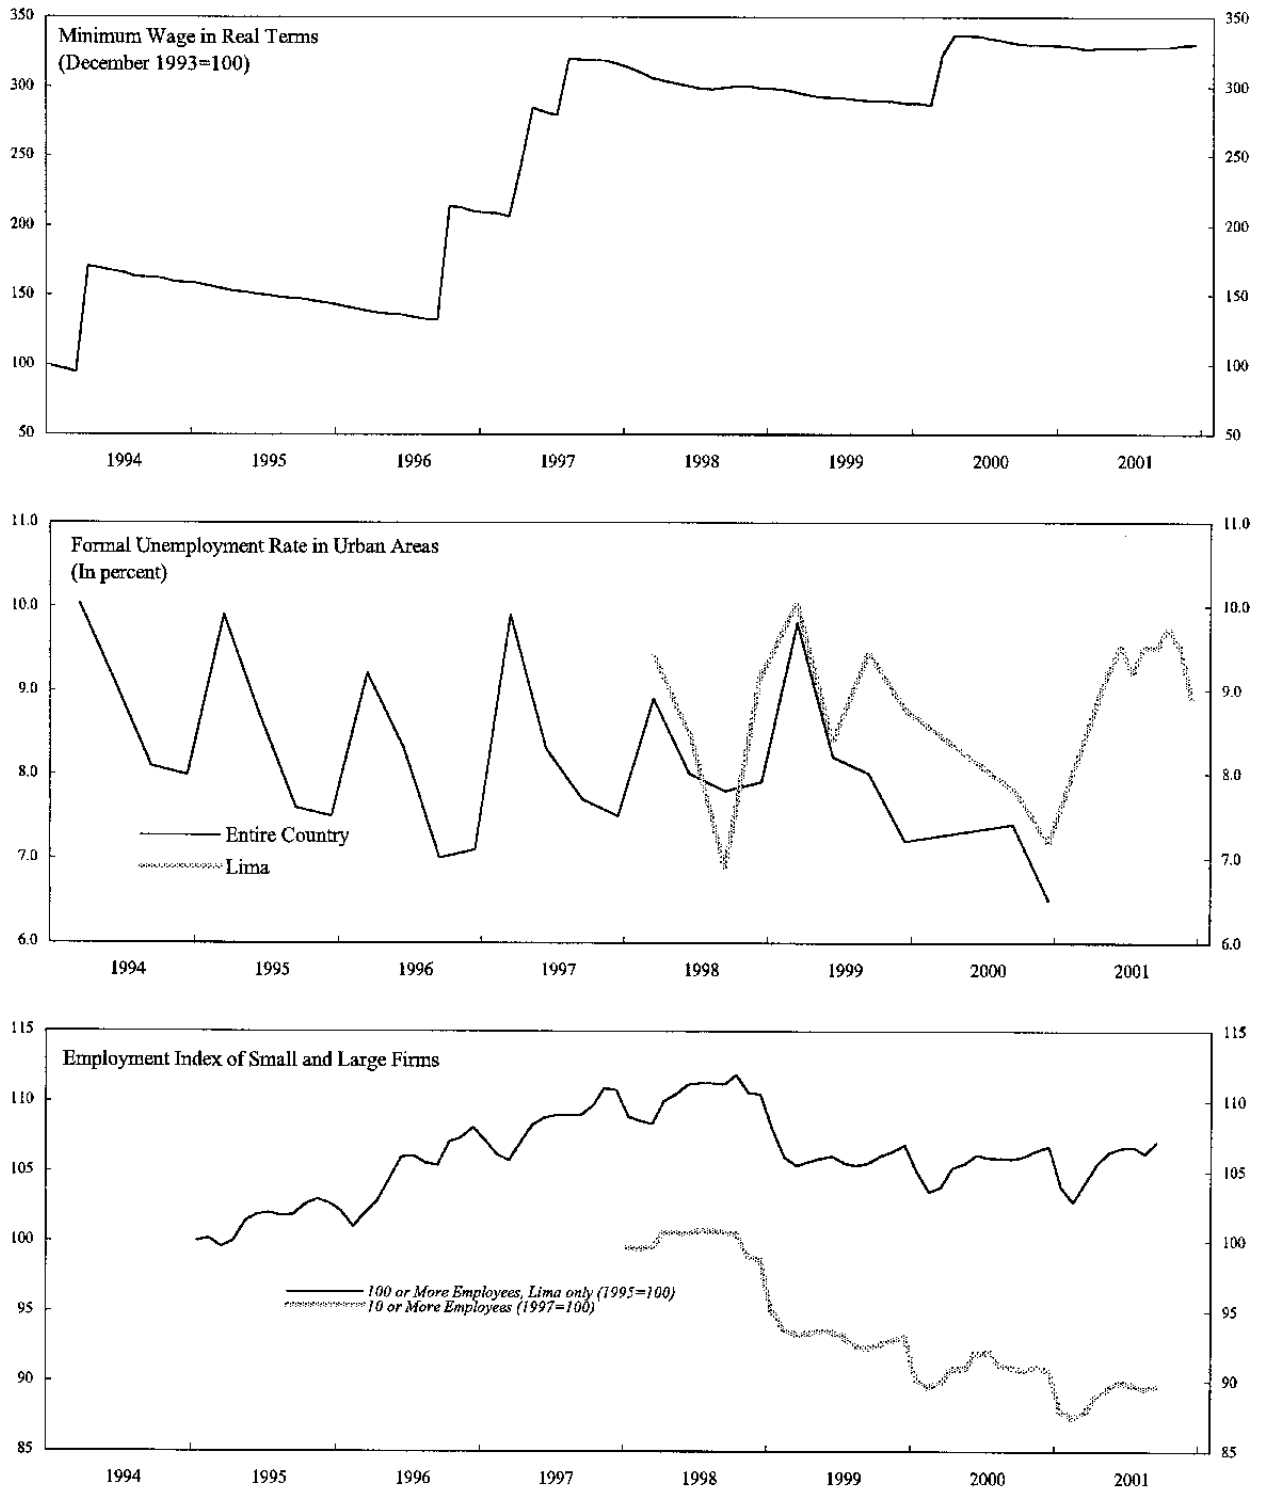 350 350
Minimum Wage in Real Terms
(December 1993=100)
300 300
250 250
200 200
150 150
100 100
50 50
1994 1995 1996 1997 1998 1999 2000 2001
11.0 11.0
Formal Unemployment Rate in Urban Areas
(In percent)
10.0 10.0
9.0 9.0
8.0 8.0
Entire Country
7.0 7.0
Lima
6.0 6.0
1994 1995 1996 1997 1998 1999 2000 2001
115 115
Employment Index of Small and Large Firms
110 110
105 105
100 100
100 or More Employees, Lima only (1995=100)
10 or More Employees (1997=100)
95 95
90 90
85 85
1994 1995 1996 1997 1998 1999 2000 2001